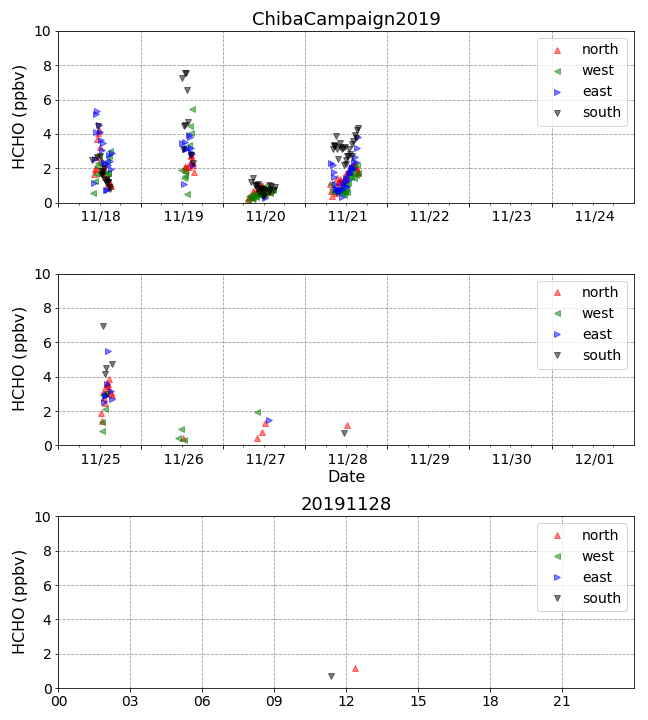 ChibaCampaign2019
10
8
6
4
2
0
HCHO (ppbv)
north
west
east
south
11/18 11/19 11/20 11/21 11/22 11/23 11/24
10
8
6
4
2
0
HCHO (ppbv)
north
west
east
south
11/25 11/26 11/27 11/28 11/29 11/30 12/01
Date
20191128
10
8
6
4
2
0
HCHO (ppbv)
north
west
east
south
00 03 06 09 12 15 18 21